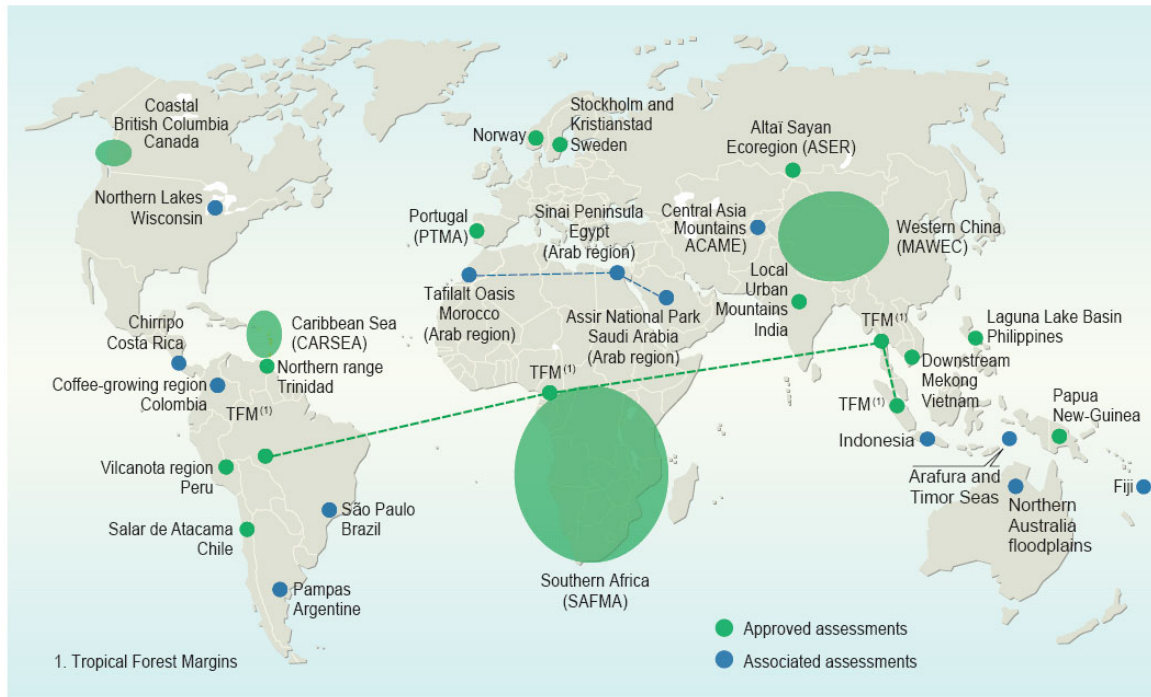 Coastal
British Columbia
Canada
Northern Lakes
Wisconsin
Norway
Stockholm and
Kristianstad
Sweden
Altaï Sayan
Ecoregion (ASER)
Portugal
(PTMA)
Sinai Peninsula
Egypt
(Arab region)
Central Asia
Mountains
ACAME)
Western China
(MAWEC)
Tafilalt Oasis
Morocco
(Arab region)
Assir National Park
Saudi Arabia
(Arab region)
Local
Urban
Mountains
India
Chirripo
Costa Rica
Caribbean Sea
(CARSEA)
Northern range
Trinidad
Coffee-growing region
Colombia
TFM(1)
TFM(1)
TFM(1)
TFM(1)
Laguna Lake Basin
Philippines
Downstream
Mekong
Vietnam
Papua
New-Guinea
Indonesia
Arafura and
Timor Seas
Northern
Australia
floodplains
Fiji
Vilcanota region
Peru
São Paulo
Brazil
Salar de Atacama
Chile
Pampas
Argentine
Southern Africa
(SAFMA)
Approved assessments
Associated assessments
1. Tropical Forest Margins